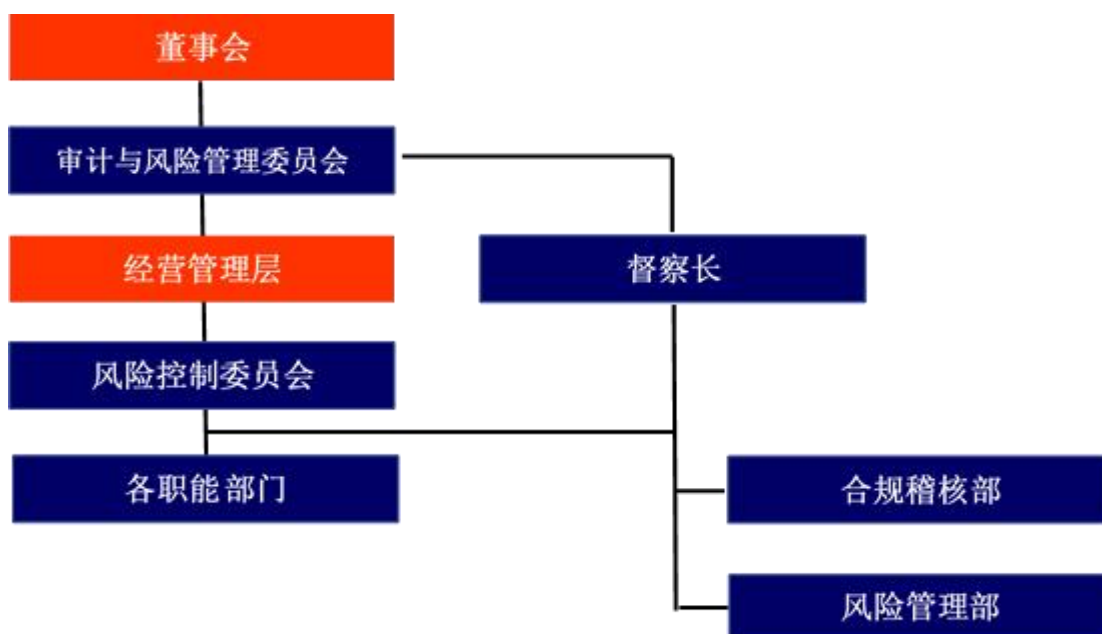 董事会
审计与风险管理委员会
经营管理层
督察长
风险控制委员会
各职能部门
合规稽核部
风险管理部